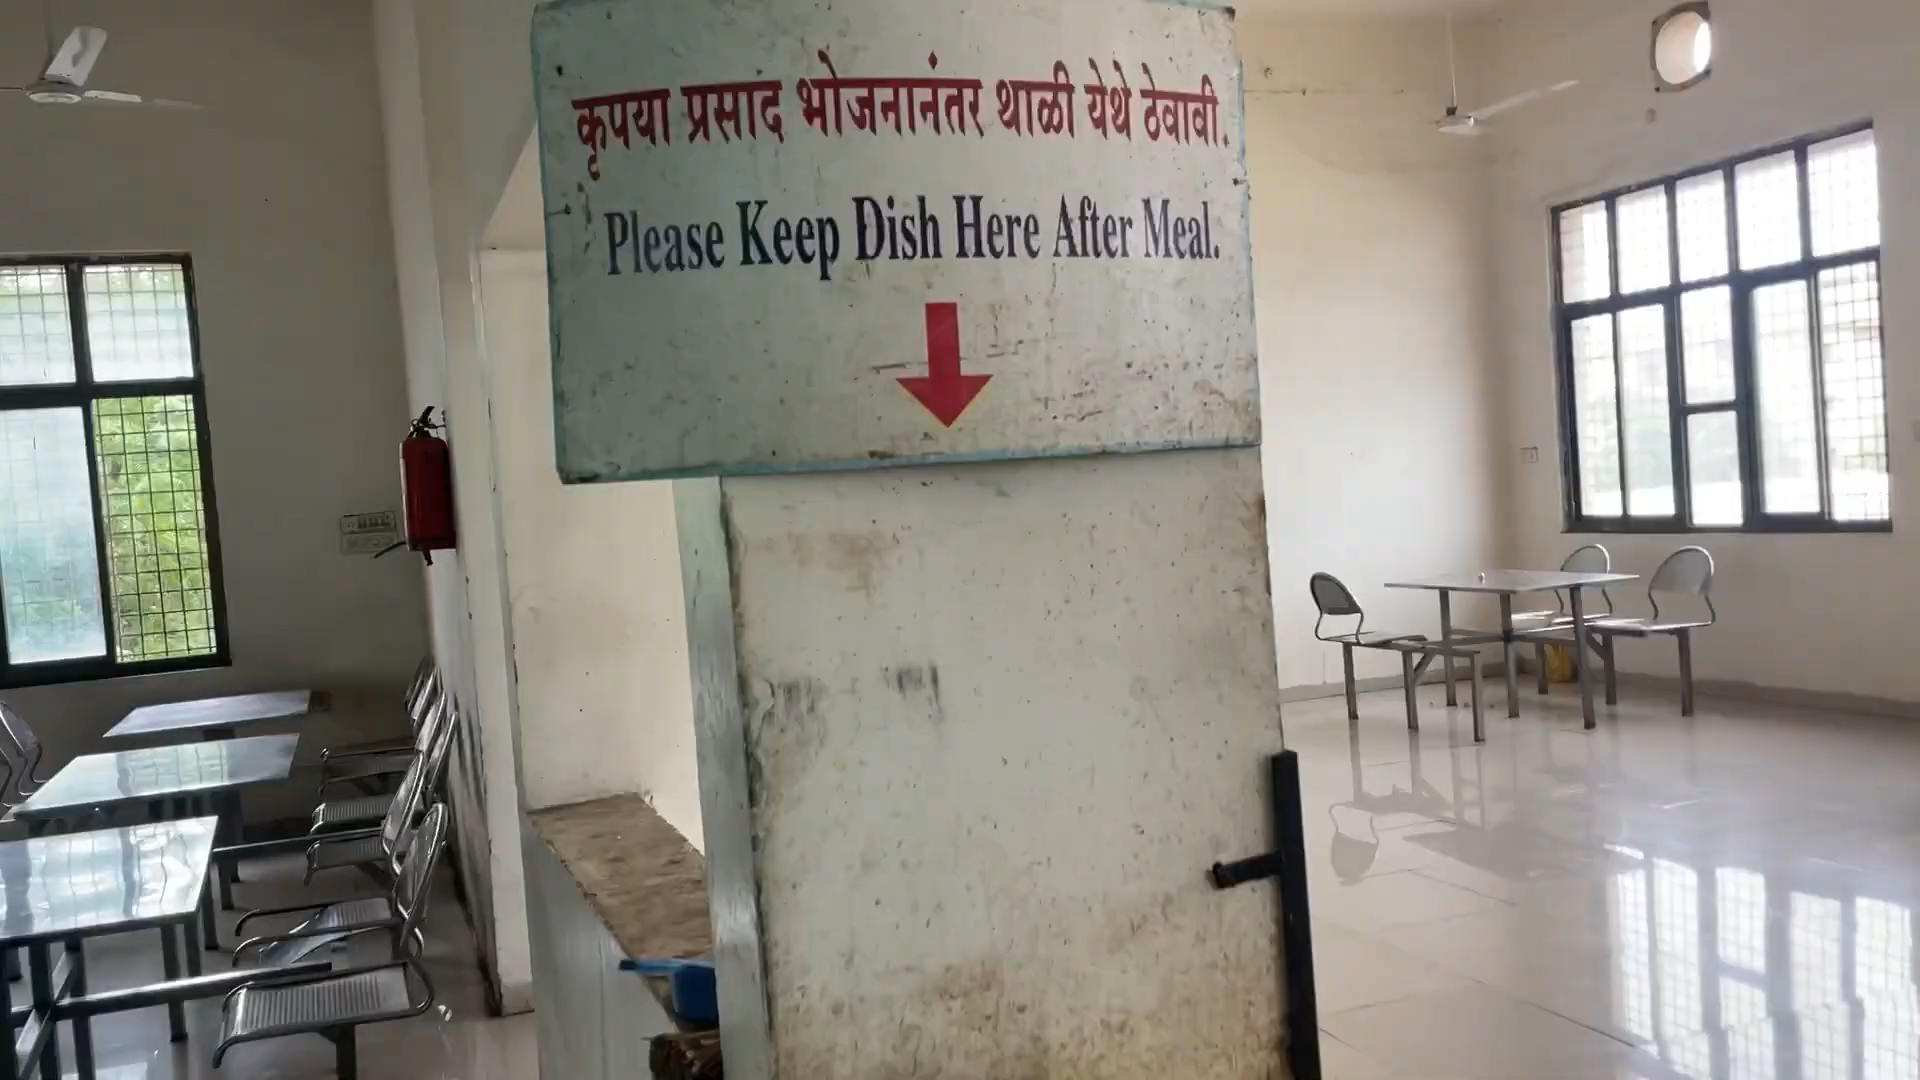 कृपया प्रसाद भोजनानंतर थाळी येथे ठेवावी.
Please Keep Dish Here After Meal.